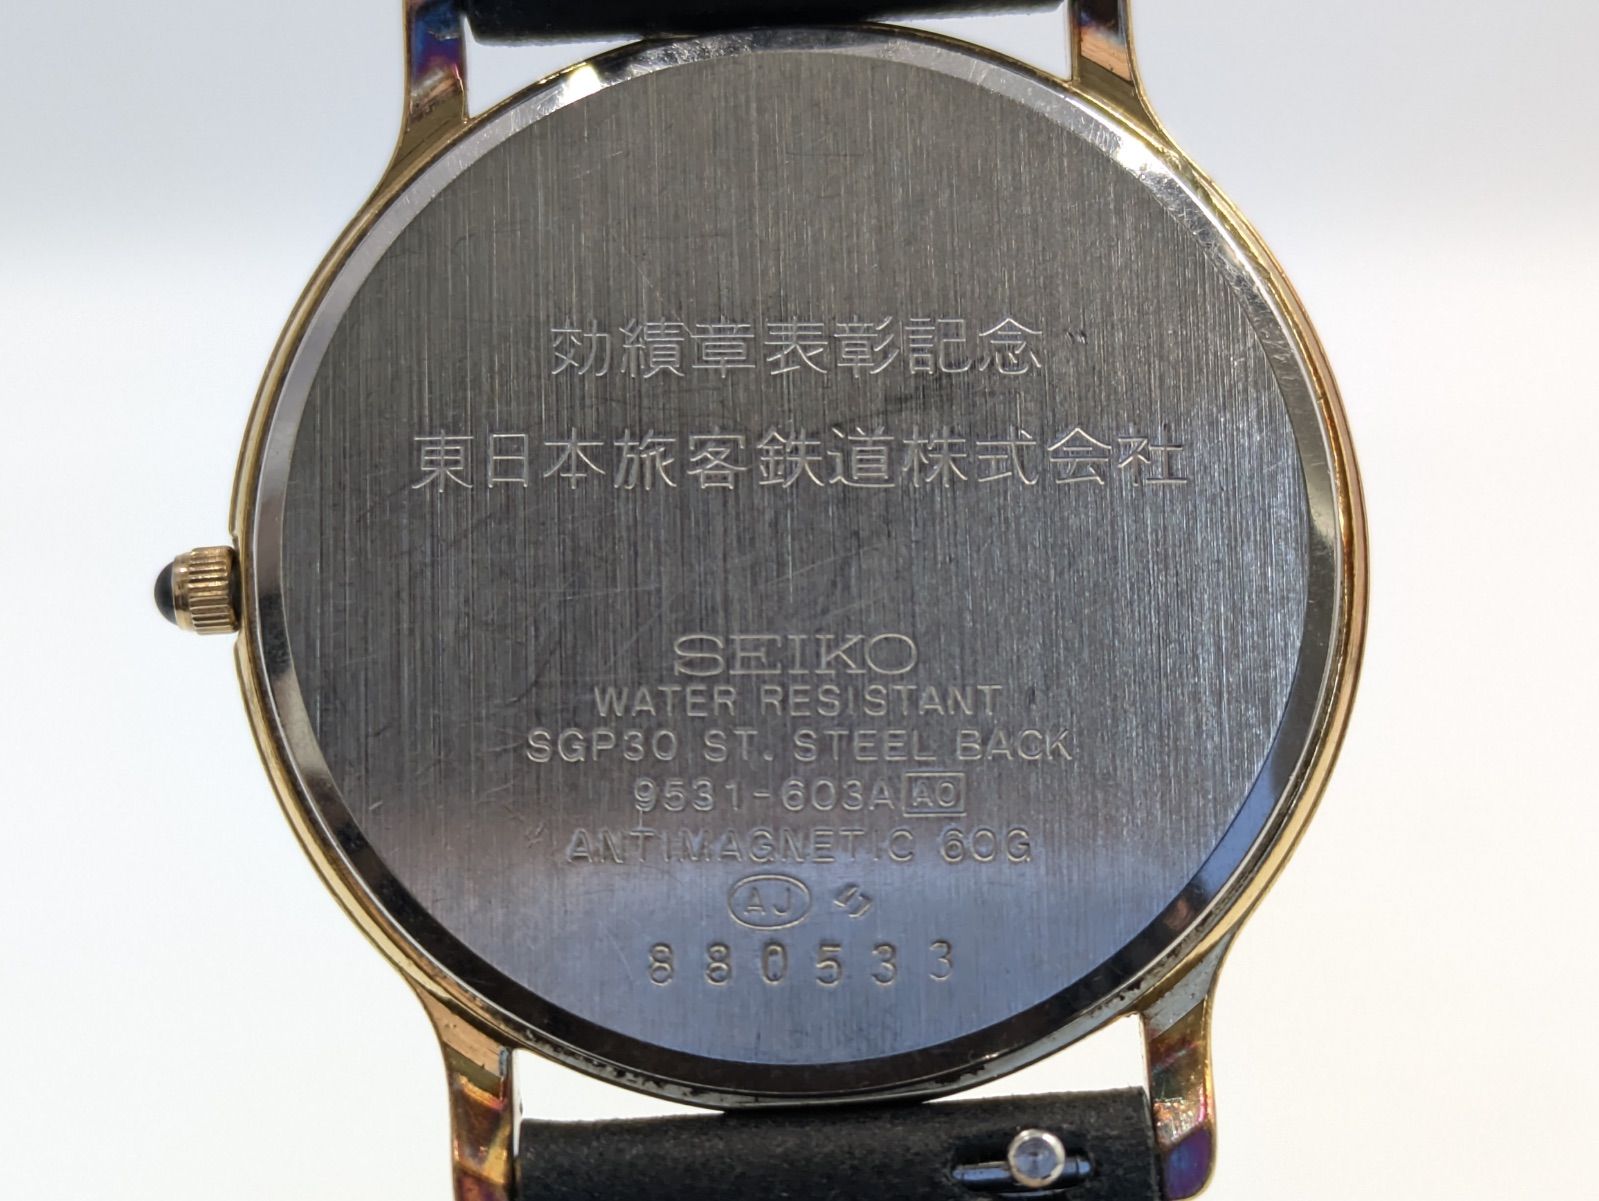 効績章表彰記念
東日本旅客鉄道株式会社
SEIKO
WATER RESISTANT
SGP30 ST. STEEL BACK
9531-603A A0
ANTIMAGNETIC 60G
AJ
880533